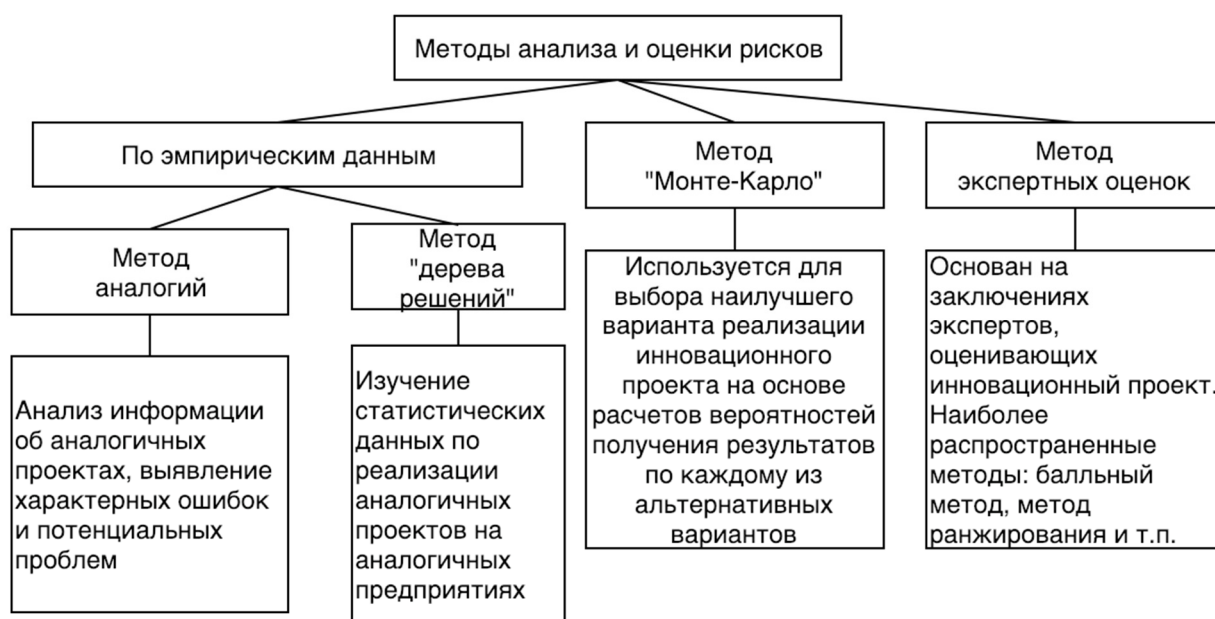 Методы анализа и оценки рисков
По эмпирическим данным
Метод
"Монте-Карло"
Метод
экспертных оценок
Метод
аналогий
Метод
"дерева
решений"
Используется для
выбора наилучшего
варианта реализации
инновационного
проекта на основе
расчетов вероятностей
получения результатов
по каждому из
альтернативных
вариантов
Основан на
заключениях
экспертов,
оценивающих
инновационный проект.
Наиболее
распространенные
методы: балльный
метод, метод
ранжирования и т.п.
Анализ информации
об аналогичных
проектах, выявление
характерных ошибок
и потенциальных
проблем
Изучение
статистических
данных по
реализации
аналогичных
проектов на
аналогичных
предприятиях